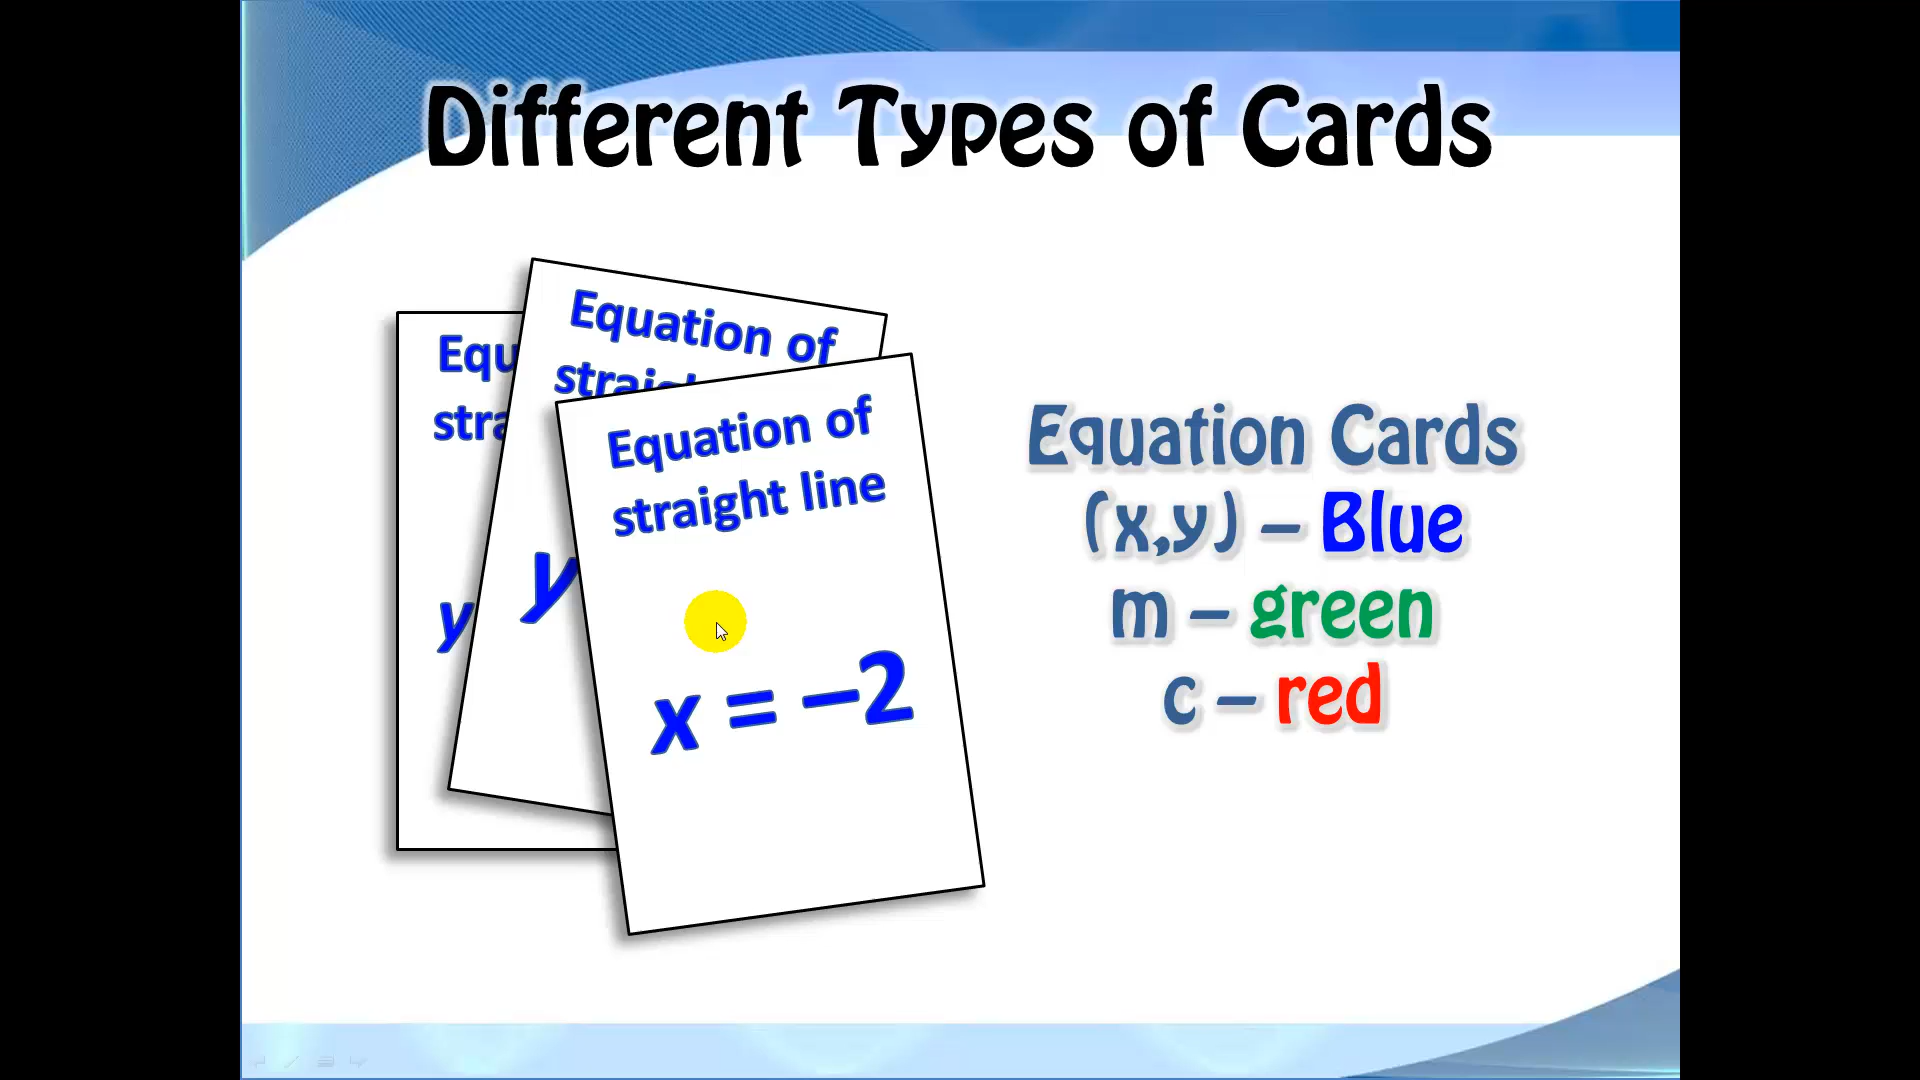 Different Types of Cards
Equation of
straight line
x = –2
y
y
Equation Cards
(x,y) – Blue
m – green
c – red